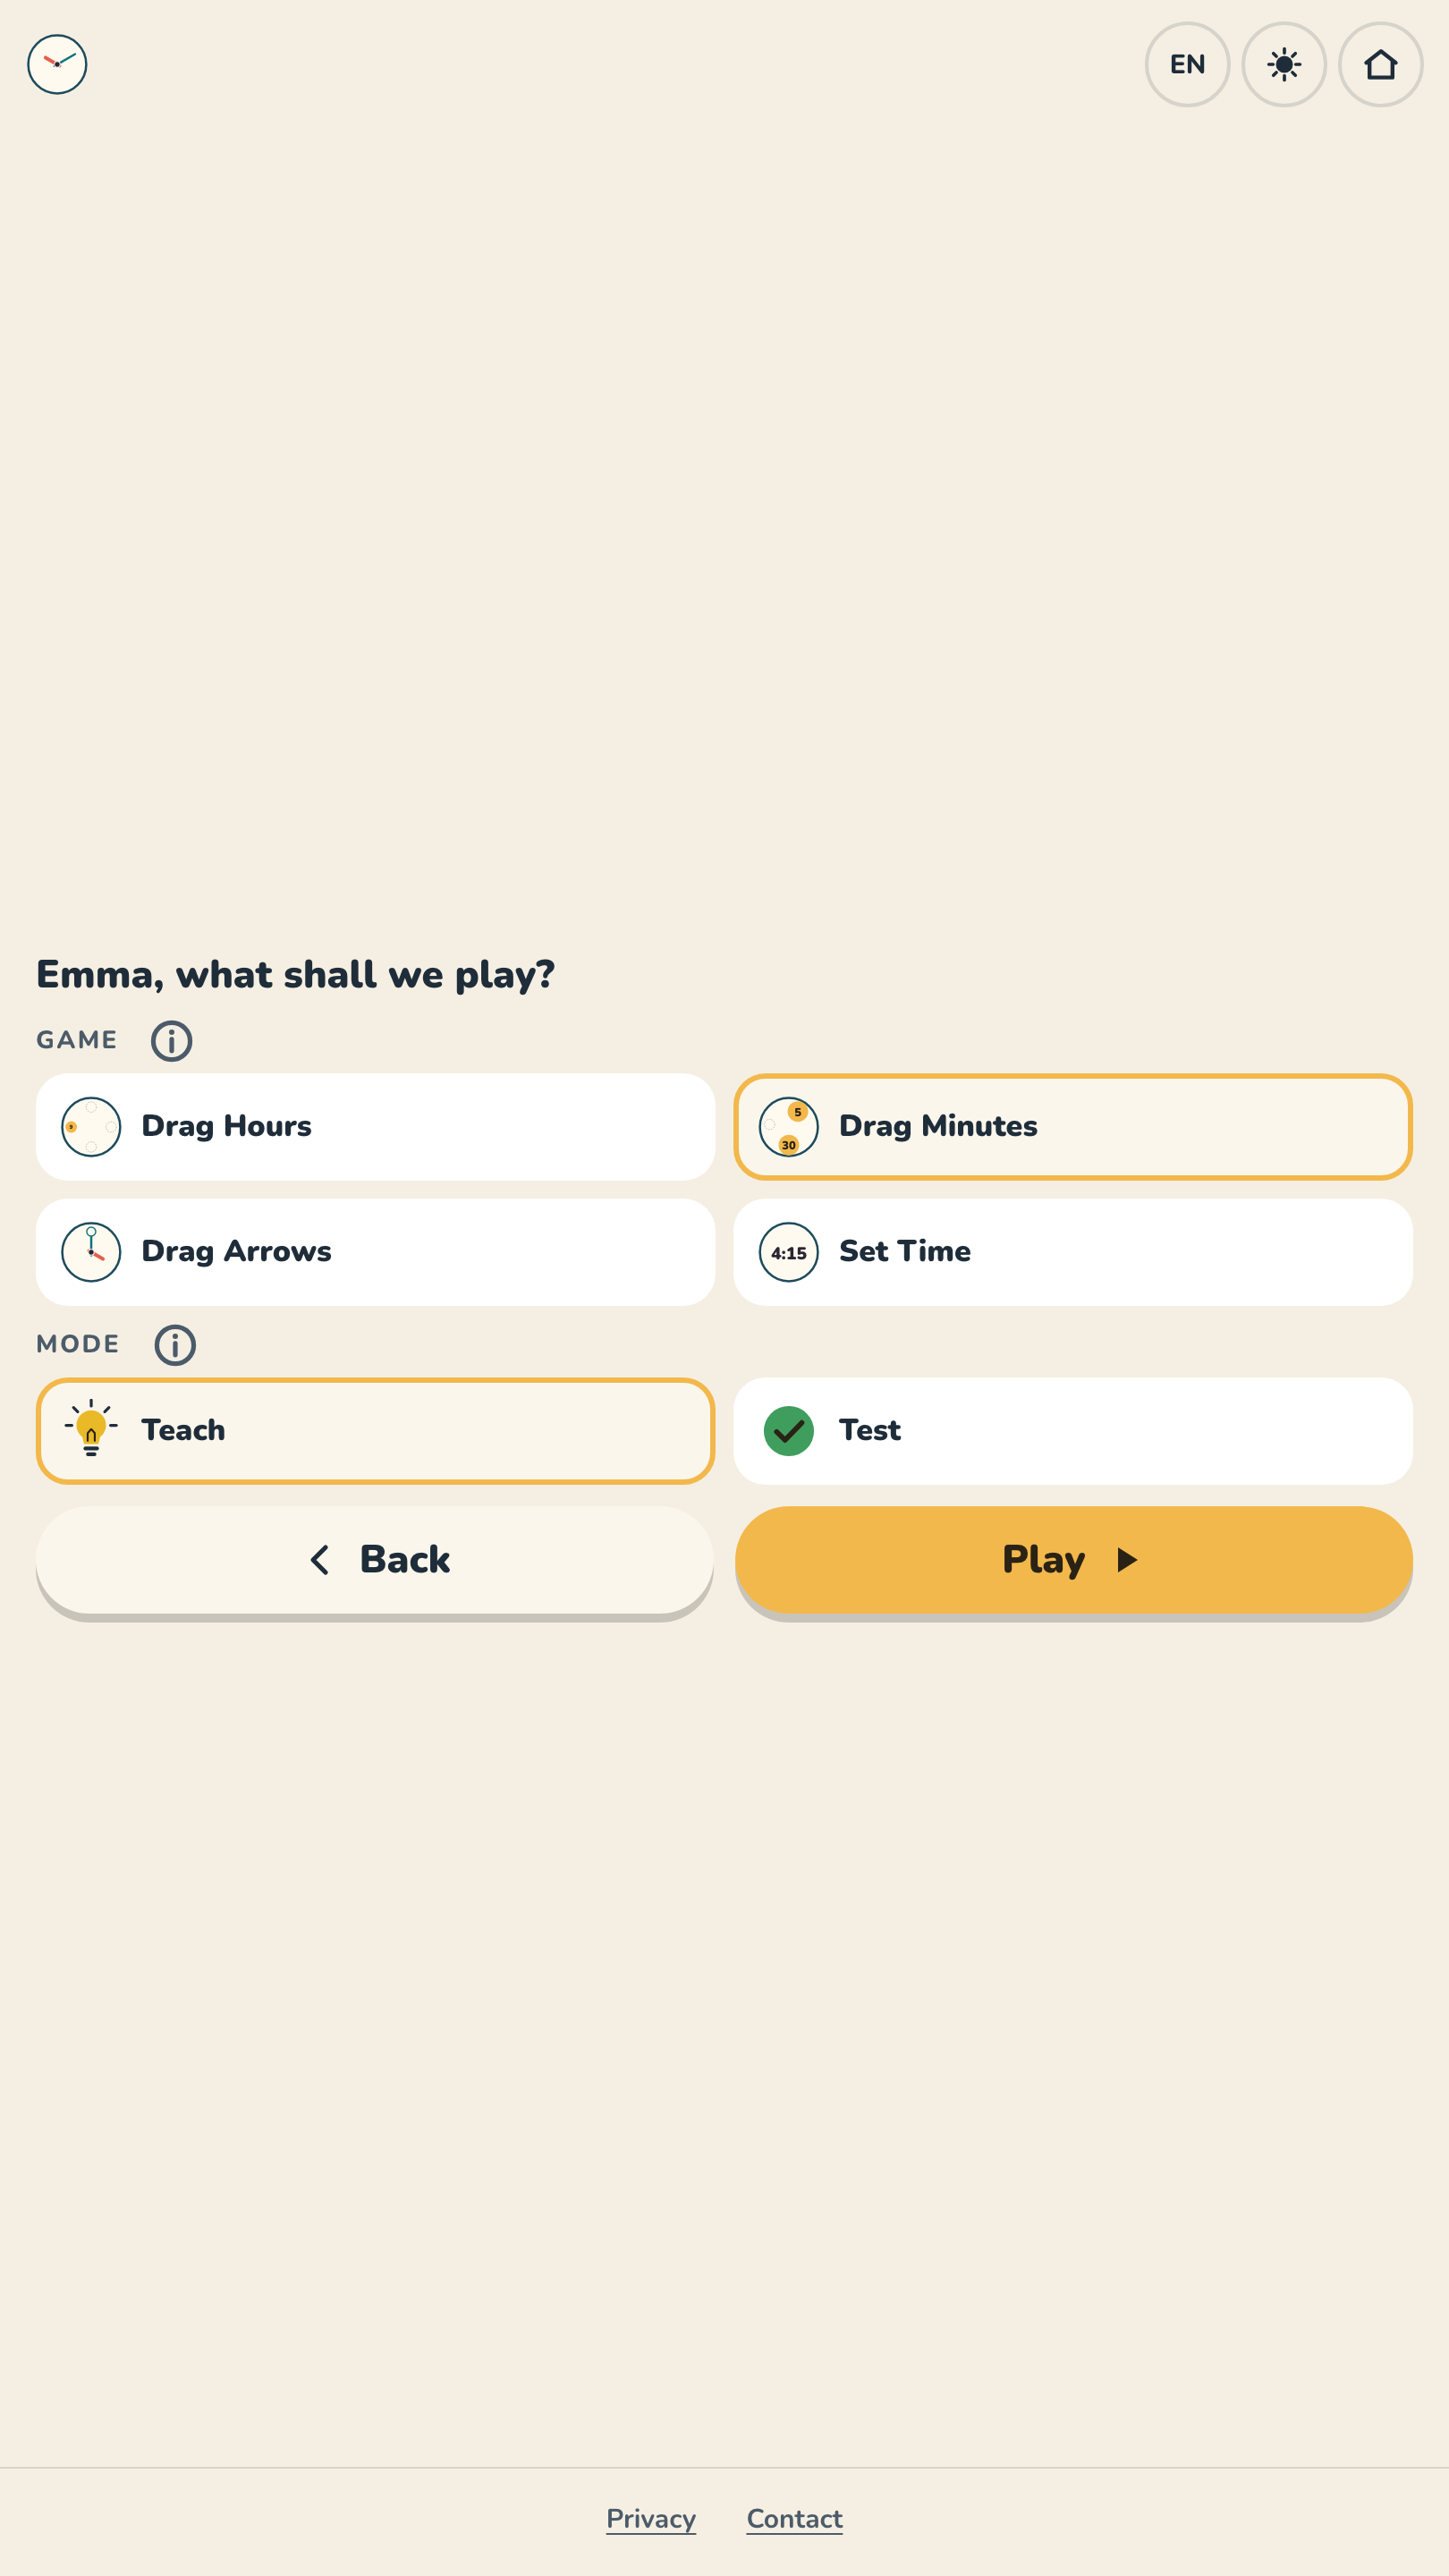 EN
Emma, what shall we play?
GAME
Drag Hours
5
30
Drag Minutes
Drag Arrows
4:15
Set Time
MODE
Teach
Test
Back
Play
Privacy
Contact